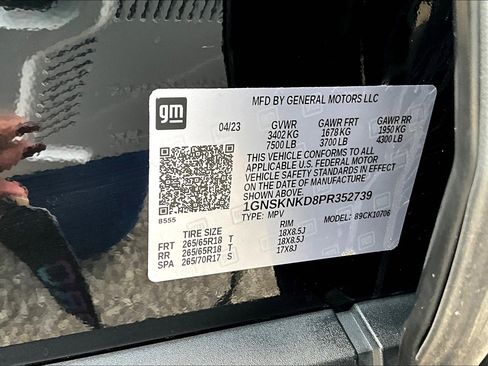 gm
MFD BY GENERAL MOTORS LLC
04/23 GVWR GAWR FRT GAWR RR
3402 KG 1678 KG 1950 KG
7500 LB 3700 LB 4300 LB
THIS VEHICLE CONFORMS TO ALL
APPLICABLE U.S. FEDERAL MOTOR
VEHICLE SAFETY STANDARDS IN EFFECT
ON THE DATE OF MANUFACTURE
SHOWN ABOVE.
1GNSKNKD8PR352739
8555 TYPE: MPV MODEL: 89CK10706
TIRE SIZE RIM
FRT 265/65R18 T 18X8.5J
RR 265/65R18 T 18X8.5J
SPA 265/70R17 S 17X8J